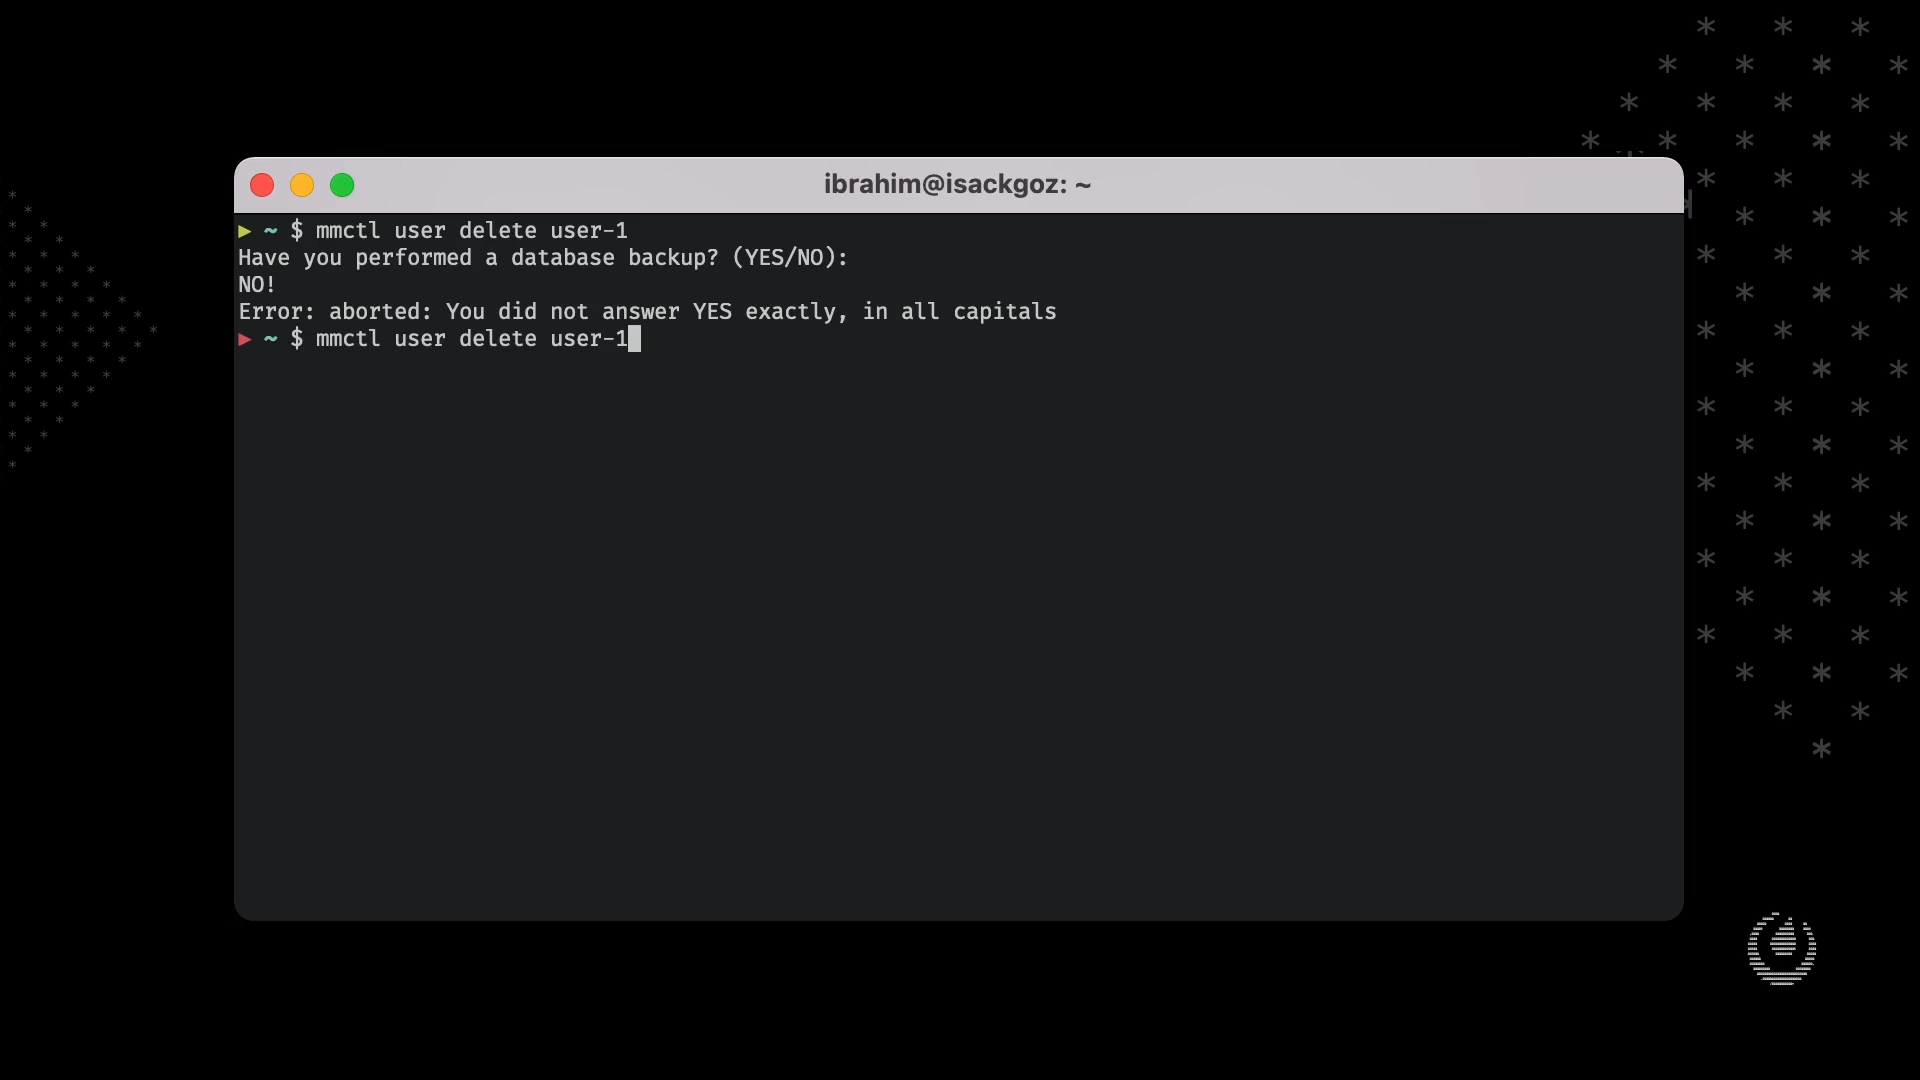 ibrahim@isackgoz: ~
▶ ~ $ mmctl user delete user-1
Have you performed a database backup? (YES/NO):
NO!
Error: aborted: You did not answer YES exactly, in all capitals
▶ ~ $ mmctl user delete user-1